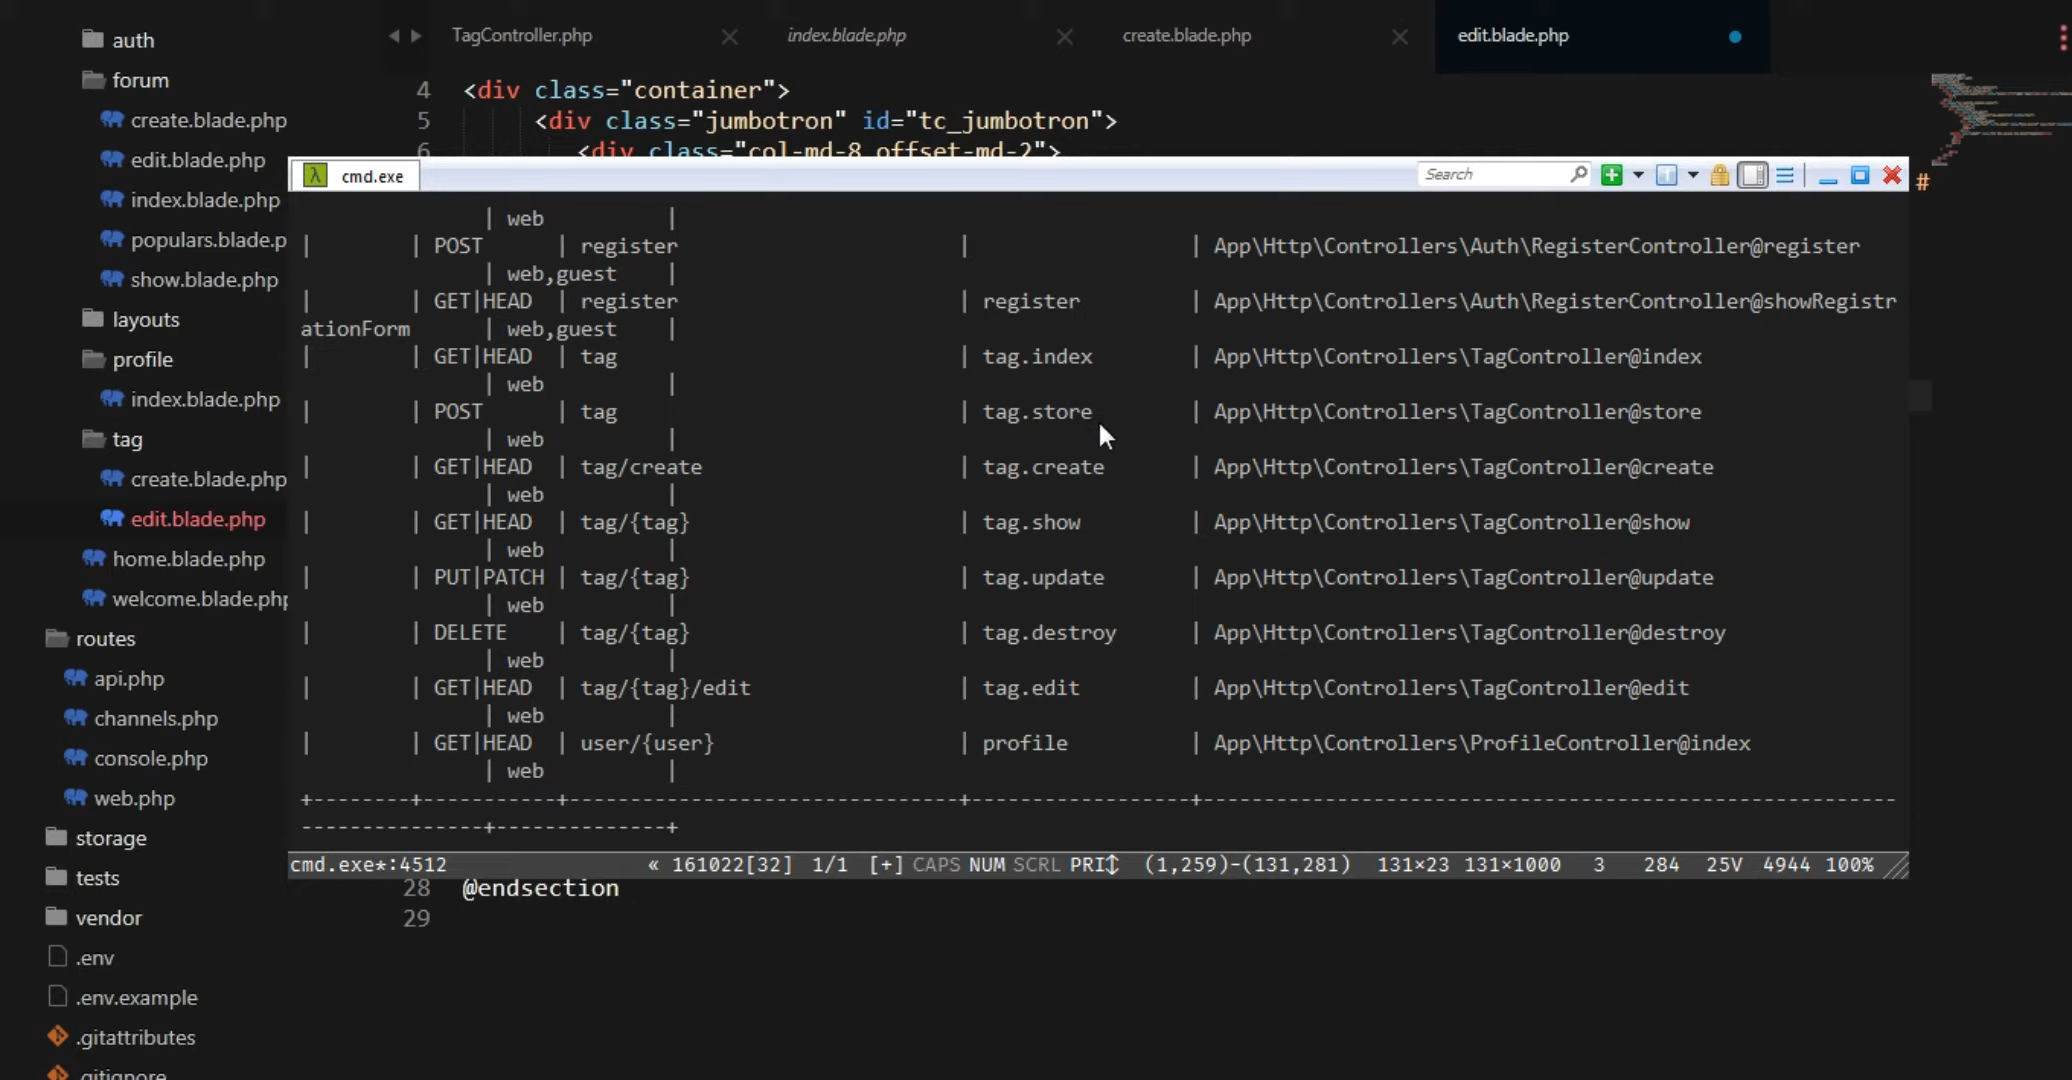 auth
forum
create.blade.php
edit.blade.php
index.blade.php
populars.blade.p
show.blade.php
layouts
profile
index.blade.php
tag
create.blade.php
edit.blade.php
home.blade.php
welcome.blade.php
routes
api.php
channels.php
console.php
web.php
storage
tests
vendor
.env
.env.example
.gitattributes
.gitignore
TagController.php index.blade.php create.blade.php edit.blade.php
4 <div class="container">
5 <div class="jumbotron" id="tc_jumbotron">
6 <div class="col-md-8 offset-md-2">
λ cmd.exe Search
#
| web |
| | POST | register | | App\Http\Controllers\Auth\RegisterController@register
| web,guest |
| | GET|HEAD | register | register | App\Http\Controllers\Auth\RegisterController@showRegistr
ationForm | web,guest |
| | GET|HEAD | tag | tag.index | App\Http\Controllers\TagController@index
| web |
| | POST | tag | tag.store | App\Http\Controllers\TagController@store
| web |
| | GET|HEAD | tag/create | tag.create | App\Http\Controllers\TagController@create
| web |
| | GET|HEAD | tag/{tag} | tag.show | App\Http\Controllers\TagController@show
| web |
| | PUT|PATCH | tag/{tag} | tag.update | App\Http\Controllers\TagController@update
| web |
| | DELETE | tag/{tag} | tag.destroy | App\Http\Controllers\TagController@destroy
| web |
| | GET|HEAD | tag/{tag}/edit | tag.edit | App\Http\Controllers\TagController@edit
| web |
| | GET|HEAD | user/{user} | profile | App\Http\Controllers\ProfileController@index
| web |
+--------+-----------+--------------------------------+------------------+---------------------------------------------------------
---------------+--------------+
cmd.exe*:4512 « 161022[32] 1/1 [+] CAPS NUM SCRL PRI↕ (1,259)-(131,281) 131×23 131×1000 3 284 25V 4944 100%
28 @endsection
29